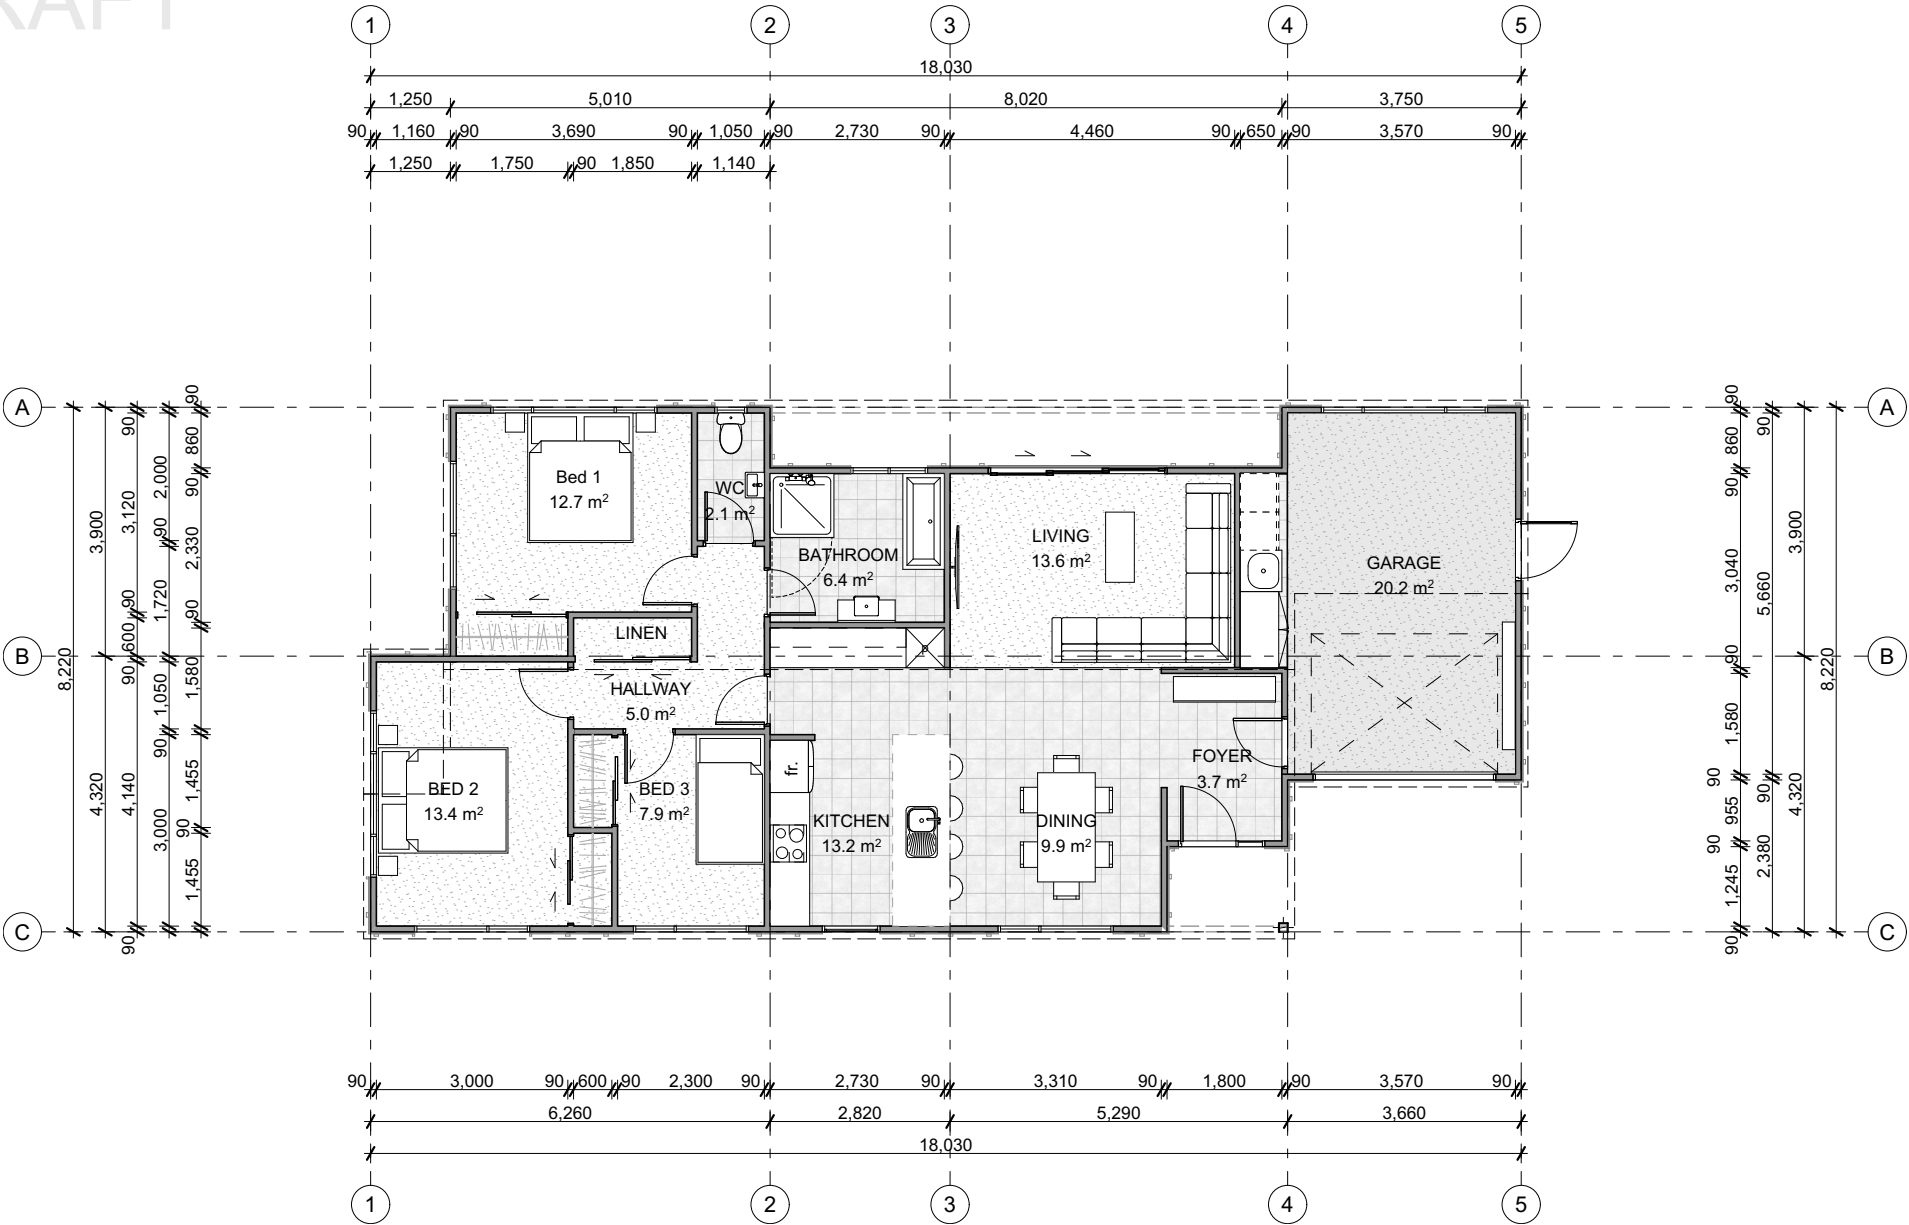 RAFT
1 2 3 4 5
18,030
1,250 5,010 8,020 3,750
90 1,160 90 3,690 90 1,050 90 2,730 90 4,460 90 650 90 3,570 90
1,250 1,750 90 1,850 1,140
A A
B B
C C
8,220
3,900 4,320
90 3,120 90 600 90 4,140 90
2,000 90 1,720 1,050 90 3,000
90 860 90 2,330 90 1,580 1,455 90 1,455
Bed 1
12.7 m²
WC
2.1 m²
BATHROOM
6.4 m²
LIVING
13.6 m²
GARAGE
20.2 m²
LINEN
HALLWAY
5.0 m²
BED 2
13.4 m²
BED 3
7.9 m²
fr.
KITCHEN
13.2 m²
DINING
9.9 m²
FOYER
3.7 m²
90 860 90 3,040 90 1,580 90 955 90 1,245 90
90 5,660 90 2,380
3,900 4,320
8,220
90 3,000 90 600 90 2,300 90 2,730 90 3,310 90 1,800 90 3,570 90
6,260 2,820 5,290 3,660
18,030
1 2 3 4 5